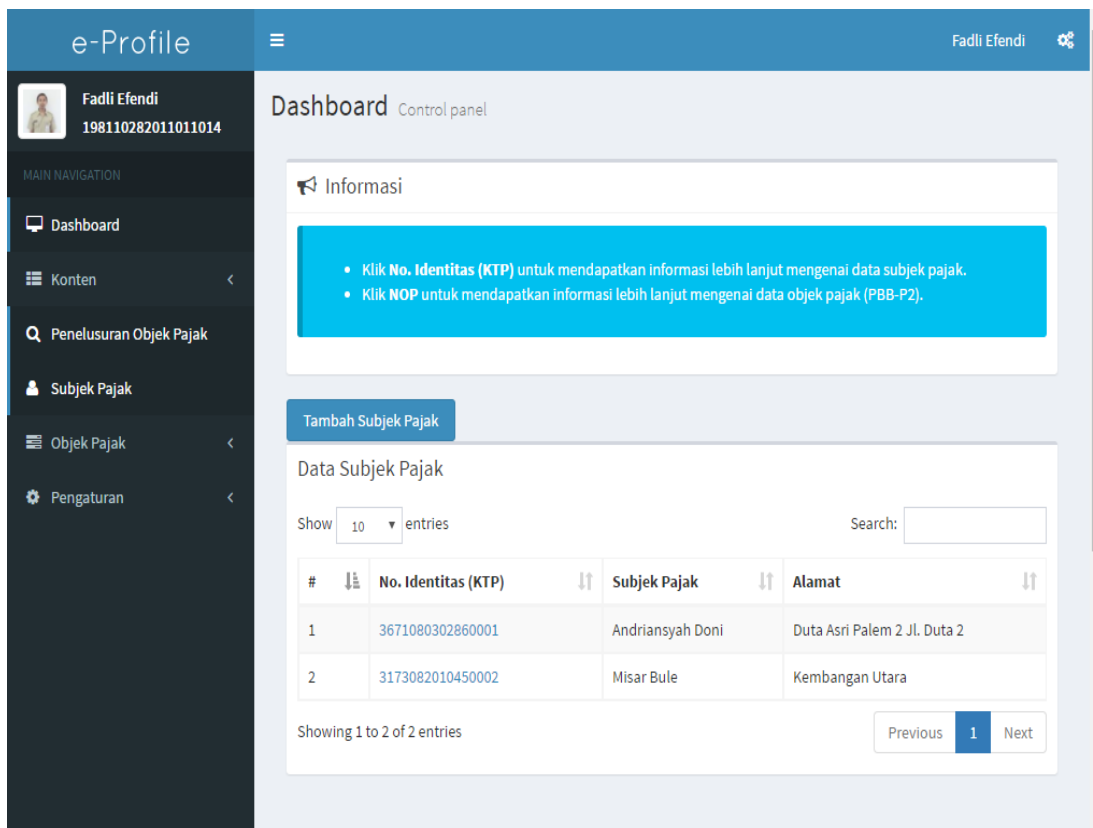 e-Profile
Fadli Efendi
Fadli Efendi
198110282011011014
MAIN NAVIGATION
Dashboard
Konten
Penelusuran Objek Pajak
Subjek Pajak
Objek Pajak
Pengaturan
Dashboard Control panel
Informasi
• Klik No. Identitas (KTP) untuk mendapatkan informasi lebih lanjut mengenai data subjek pajak.
• Klik NOP untuk mendapatkan informasi lebih lanjut mengenai data objek pajak (PBB-P2).
Tambah Subjek Pajak
Data Subjek Pajak
Show 10 entries Search:
# No. Identitas (KTP) Subjek Pajak Alamat
1 3671080302860001 Andriansyah Doni Duta Asri Palem 2 Jl. Duta 2
2 3173082010450002 Misar Bule Kembangan Utara
Showing 1 to 2 of 2 entries Previous 1 Next